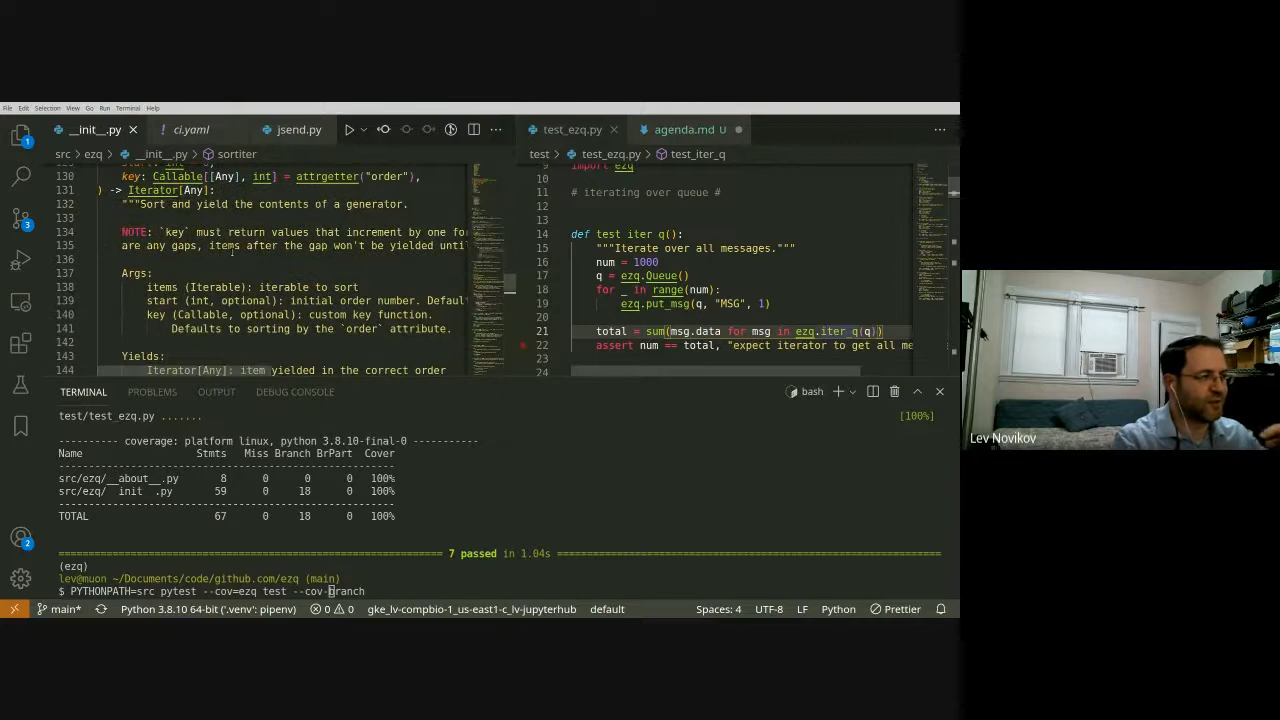 File Edit Selection View Go Run Terminal Help
__init__.py
ci.yaml
jsend.py
test_ezq.py
agenda.md
src > ezq > __init__.py > sortiter
test > test_ezq.py > test_iter_q
130 key: Callable[[Any], int] = attrgetter("order"),
131 ) -> Iterator[Any]:
132 """Sort and yield the contents of a generator.
133
134 NOTE: `key` must return values that increment by one fo
135 are any gaps, items after the gap won't be yielded until
136
137 Args:
138 items (Iterable): iterable to sort
139 start (int, optional): initial order number. Defaul
140 key (Callable, optional): custom key function.
141 Defaults to sorting by the `order` attribute.
142
143 Yields:
144 Iterator[Any]: item yielded in the correct order
9 import ezq
10
11 # iterating over queue #
12
13
14 def test_iter_q():
15 """Iterate over all messages."""
16 num = 1000
17 q = ezq.Queue()
18 for _ in range(num):
19 ezq.put_msg(q, "MSG", 1)
20
21 total = sum(msg.data for msg in ezq.iter_q(q))
22 assert num == total, "expect iterator to get all me
23
24
TERMINAL PROBLEMS OUTPUT DEBUG CONSOLE
bash
test/test_ezq.py ....... [100%]
---------- coverage: platform linux, python 3.8.10-final-0 -----------
Name Stmts Miss Branch BrPart Cover
src/ezq/__about__.py 8 0 0 0 100%
src/ezq/__init__.py 59 0 18 0 100%
TOTAL 67 0 18 0 100%
7 passed in 1.04s
(ezq)
lev@muon ~/Documents/code/github.com/ezq (main)
$ PYTHONPATH=src pytest --cov=ezq test --cov-branch
main* Python 3.8.10 64-bit ('.venv': pipenv) 0 0 gke_lv-compbio-1_us-east1-c_lv-jupyterhub default Spaces: 4 UTF-8 LF Python Prettier
1
3
2
Lev Novikov